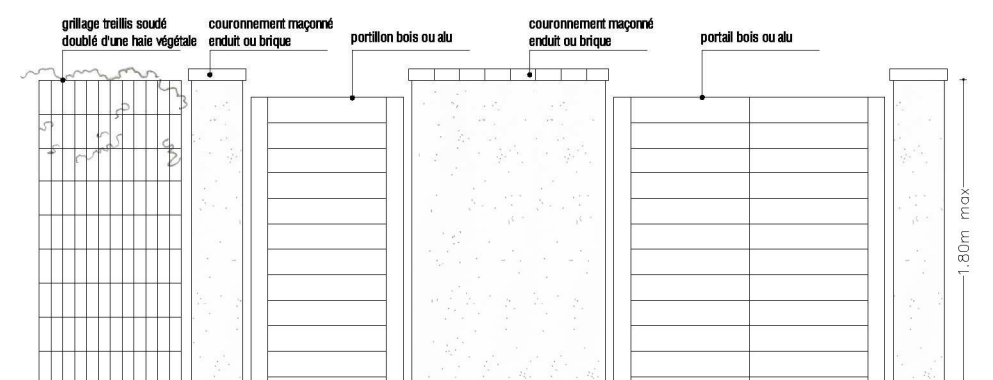 grillage treillis soudé
doublé d'une haie végétale
couronnement maçonné
enduit ou brique
portillon bois ou alu
couronnement maçonné
enduit ou brique
portail bois ou alu
1.80m max